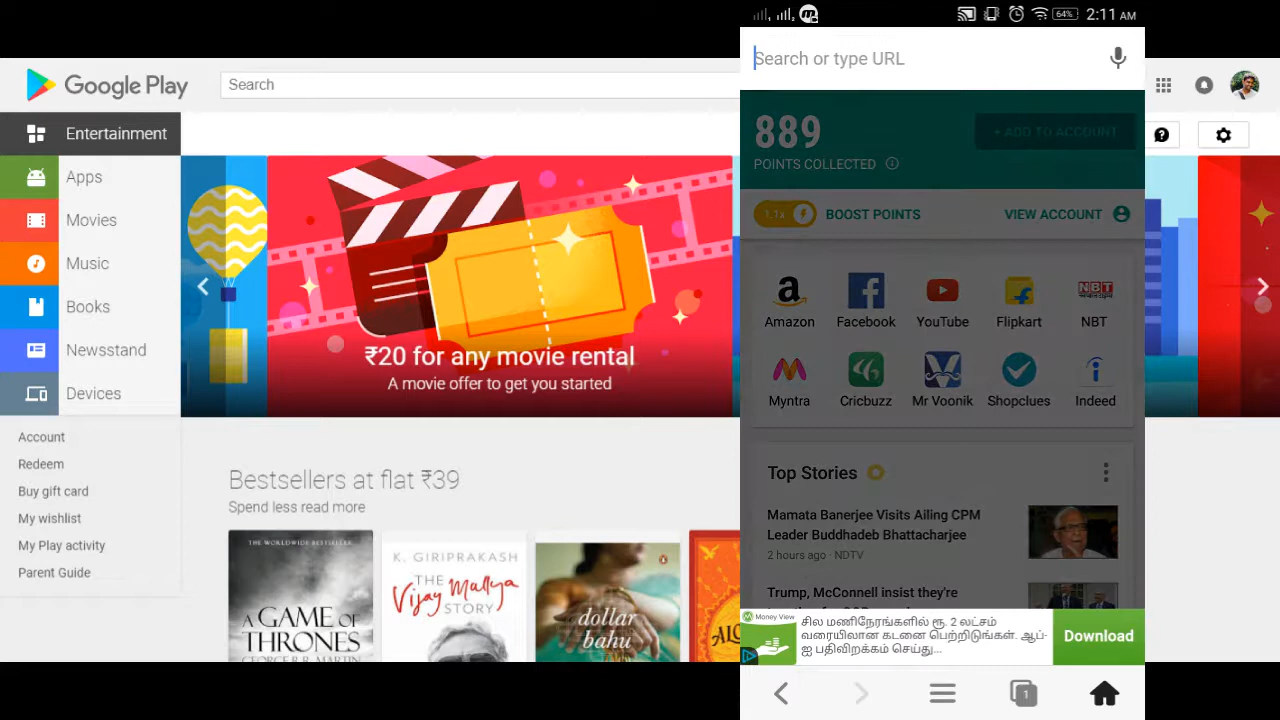 Google Play
Search
Entertainment
Apps
Movies
Music
Books
Newsstand
Devices
Account
Redeem
Buy gift card
My wishlist
My Play activity
Parent Guide
₹20 for any movie rental
A movie offer to get you started
Bestsellers at flat ₹39
Spend less read more
THE WORLDWIDE BESTSELLER
A GAME OF
THRONES
GEORGE R.R. MARTIN
K. GIRIPRAKASH
THE
Vijay Mallya
STORY
dollar
bahu
64% 2:11 AM
Search or type URL
889
+ ADD TO ACCOUNT
POINTS COLLECTED
1.1x BOOST POINTS
VIEW ACCOUNT
Amazon Facebook YouTube Flipkart NBT
Myntra Cricbuzz Mr Voonik Shopclues Indeed
Top Stories
Mamata Banerjee Visits Ailing CPM
Leader Buddhadeb Bhattacharjee
2 hours ago · NDTV
Trump, McConnell insist they're
Money View
சில மணிநேரங்களில் ரூ. 2 லட்சம்
வரையிலான கடனை பெற்றிடுங்கள். ஆப்-
ஐ பதிவிறக்கம் செய்து...
Download
1